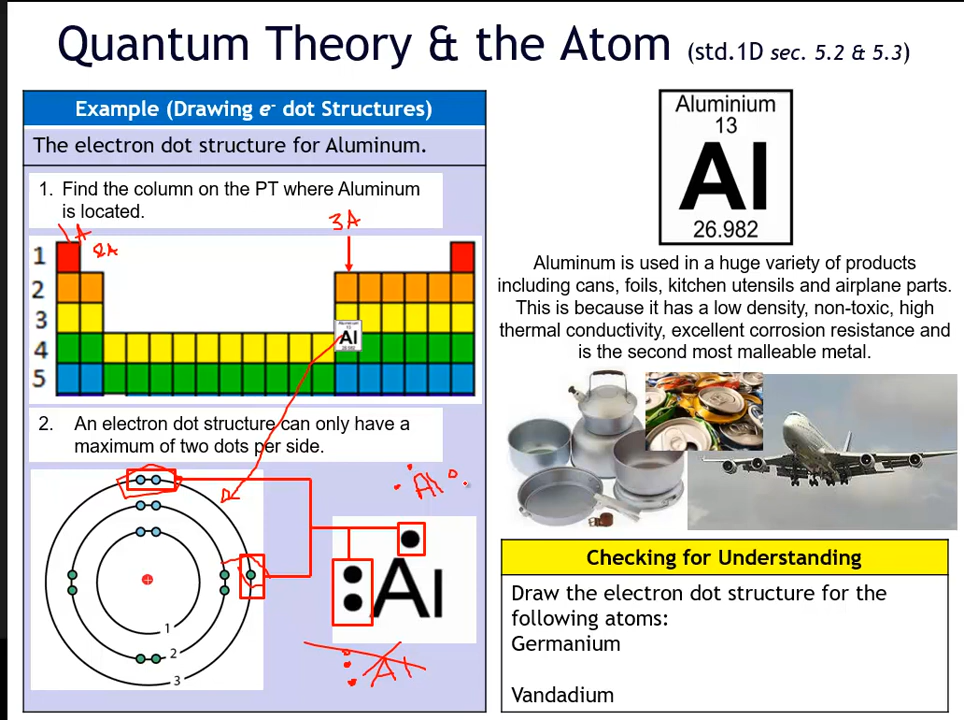 Quantum Theory & the Atom (std.1D sec. 5.2 & 5.3)
Example (Drawing e- dot Structures)
The electron dot structure for Aluminum.
1. Find the column on the PT where Aluminum
is located.
1A
2A
3A
1
2
3
4
5
Aluminium
13
Al
26.982
2. An electron dot structure can only have a
maximum of two dots per side.
1
2
3
Al
Al
Al
Aluminium
13
Al
26.982
Aluminum is used in a huge variety of products
including cans, foils, kitchen utensils and airplane parts.
This is because it has a low density, non-toxic, high
thermal conductivity, excellent corrosion resistance and
is the second most malleable metal.
Checking for Understanding
Draw the electron dot structure for the
following atoms:
Germanium
Vandadium